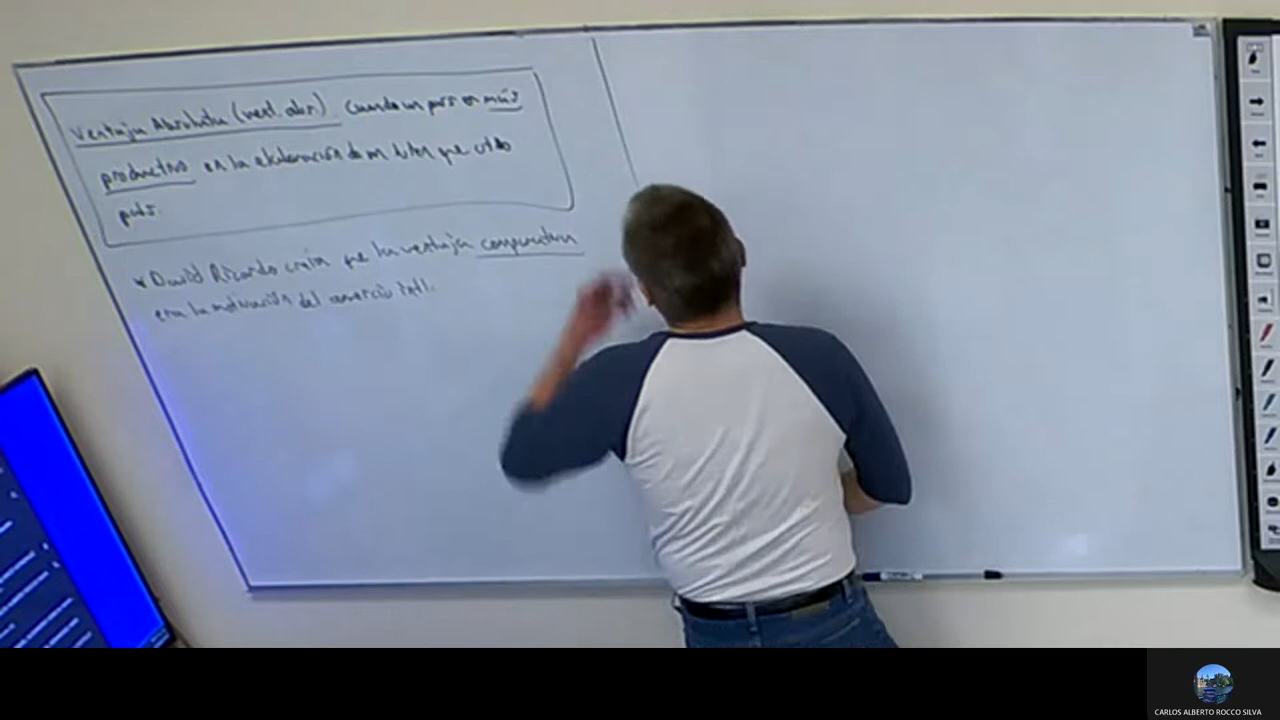 Ventaja Absoluta (vent. abs.) Cuando un país es más
productivo en la elaboración de un bien que otro
país.
* David Ricardo creía que la ventaja comparativa
era la motivación del comercio intl.
CARLOS ALBERTO ROCCO SILVA